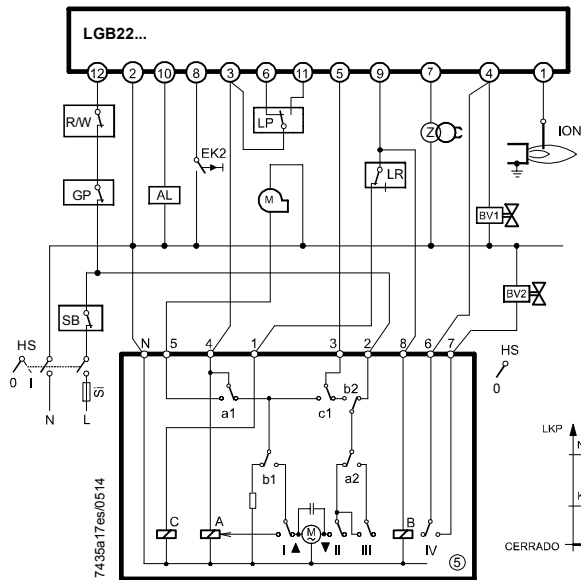 LGB22...
12 2 10 8 3 6 11 5 9 7 4 1
R/W
LP
Z
ION
EK2
LR
GP
AL
M
BV1
BV2
SB
HS
0 I
Si
N L
HS
0
N 5 4 1 3 2 8 6 7
a1
c1
b2
b1
a2
C
A
I
M
~
II
III
B
IV
5
7435a17es/0514
LKP
N
K
CERRADO